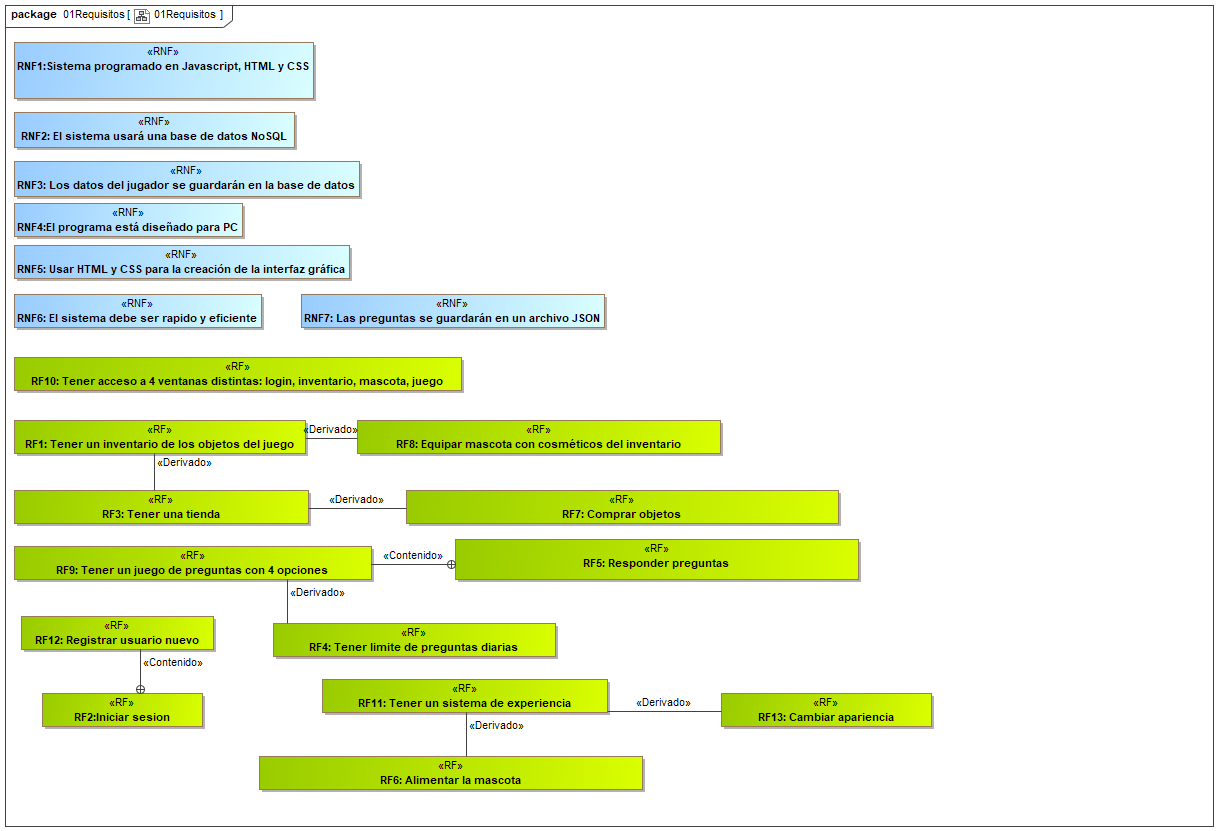 package 01Requisitos [ 01Requisitos ]
«RNF»
RNF1:Sistema programado en Javascript, HTML y CSS
«RNF»
RNF2: El sistema usará una base de datos NoSQL
«RNF»
RNF3: Los datos del jugador se guardarán en la base de datos
«RNF»
RNF4:El programa está diseñado para PC
«RNF»
RNF5: Usar HTML y CSS para la creación de la interfaz gráfica
«RNF»
RNF6: El sistema debe ser rapido y eficiente
«RNF»
RNF7: Las preguntas se guardarán en un archivo JSON
«RF»
RF10: Tener acceso a 4 ventanas distintas: login, inventario, mascota, juego
«RF»
RF1: Tener un inventario de los objetos del juego
«Derivado»
«RF»
RF8: Equipar mascota con cosméticos del inventario
«Derivado»
«RF»
RF3: Tener una tienda
«Derivado»
«RF»
RF7: Comprar objetos
«RF»
RF9: Tener un juego de preguntas con 4 opciones
«Contenido»
«RF»
RF5: Responder preguntas
«Derivado»
«RF»
RF12: Registrar usuario nuevo
«RF»
RF4: Tener limite de preguntas diarias
«Contenido»
«RF»
RF2:Iniciar sesion
«RF»
RF11: Tener un sistema de experiencia
«Derivado»
«RF»
RF13: Cambiar apariencia
«Derivado»
«RF»
RF6: Alimentar la mascota